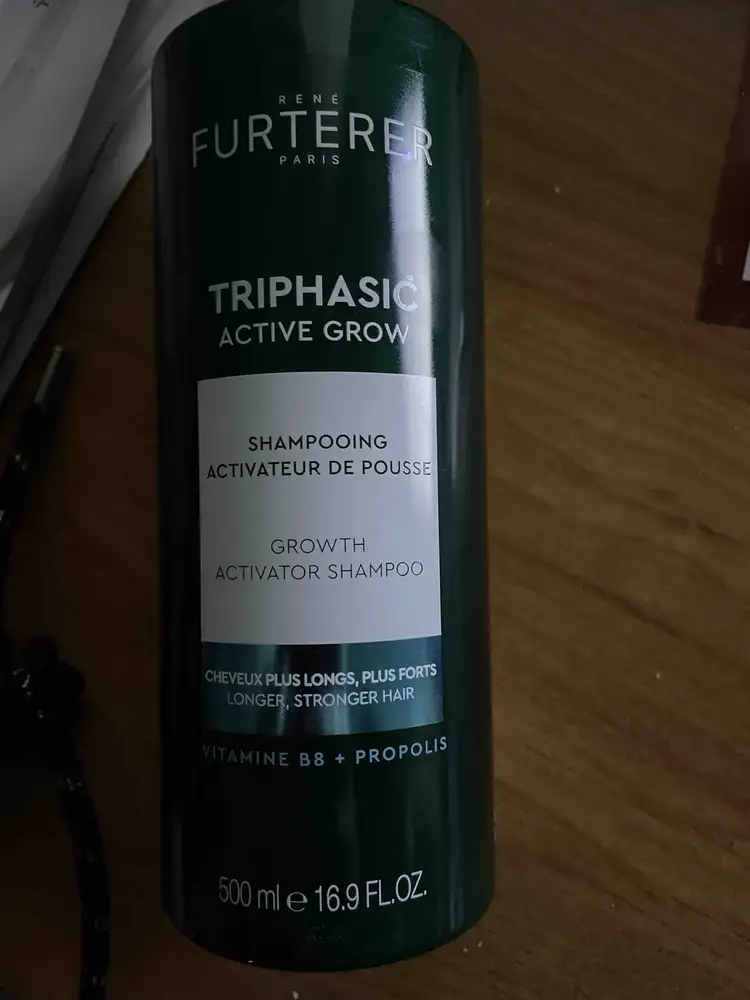 RENÉ
FURTERER
PARIS
TRIPHASIC
ACTIVE GROW
SHAMPOOING
ACTIVATEUR DE POUSSE
GROWTH
ACTIVATOR SHAMPOO
CHEVEUX PLUS LONGS, PLUS FORTS
LONGER, STRONGER HAIR
VITAMINE B8 + PROPOLIS
500 ml ℮ 16.9 FL.OZ.